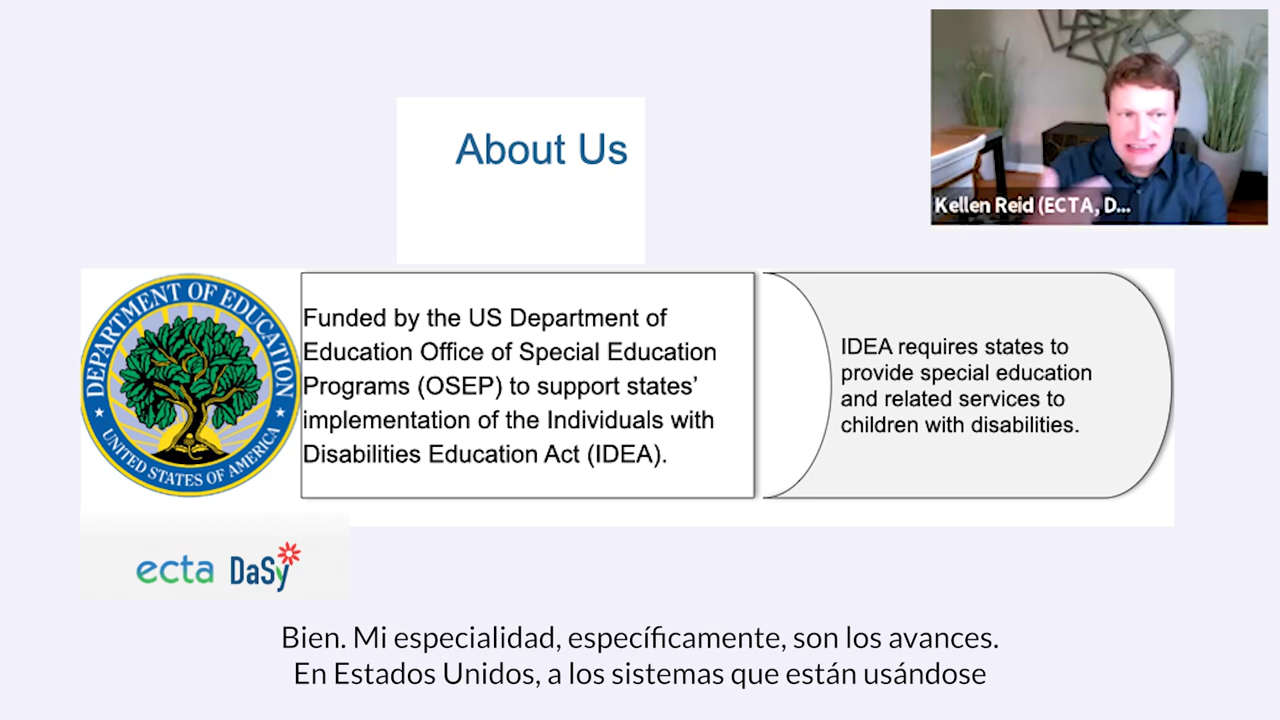 About Us
Kellen Reid (ECTA, D...
DEPARTMENT OF EDUCATION
UNITED STATES OF AMERICA
Funded by the US Department of
Education Office of Special Education
Programs (OSEP) to support states’
implementation of the Individuals with
Disabilities Education Act (IDEA).
IDEA requires states to
provide special education
and related services to
children with disabilities.
ecta DaSy
Bien. Mi especialidad, específicamente, son los avances.
En Estados Unidos, a los sistemas que están usándose